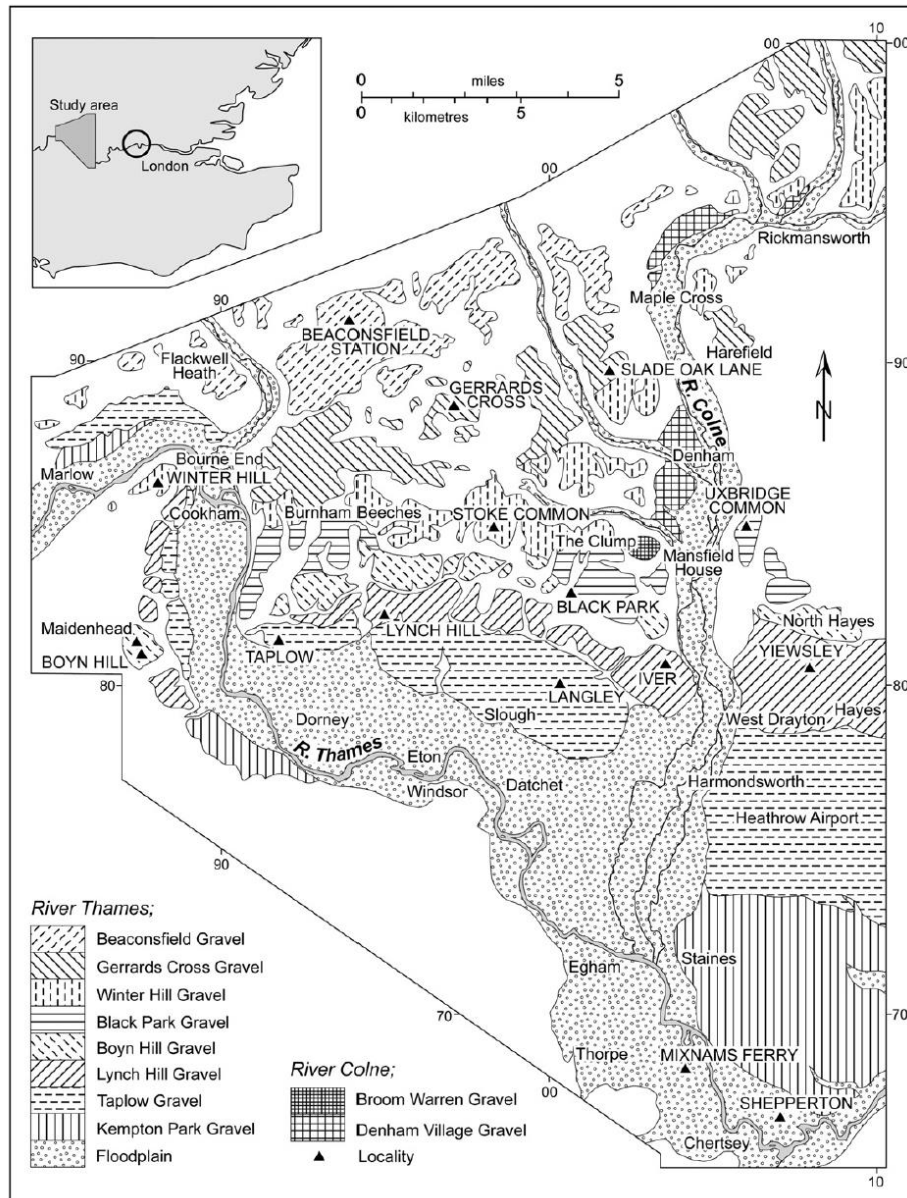 10
00
00
0
miles
5
0
kilometres
5
Study area
London
00
Rickmansworth
Maple Cross
90
BEACONSFIELD
STATION
Harefield
90
Flackwell
Heath
SLADE OAK LANE
90
GERRARDS
CROSS
R. Colne
N
Denham
Marlow
Bourne End
WINTER HILL
UXBRIDGE
COMMON
Cookham
Burnham Beeches
STOKE COMMON
The Clump
Mansfield
House
BLACK PARK
Maidenhead
LYNCH HILL
North Hayes
BOYN HILL
TAPLOW
YIEWSLEY
IVER
80
LANGLEY
80
Dorney
Slough
Hayes
West Drayton
R. Thames
Eton
Windsor
Datchet
Harmondsworth
Heathrow Airport
90
River Thames;
Beaconsfield Gravel
Gerrards Cross Gravel
Winter Hill Gravel
Black Park Gravel
Boyn Hill Gravel
Lynch Hill Gravel
Taplow Gravel
Kempton Park Gravel
Floodplain
River Colne;
Broom Warren Gravel
Denham Village Gravel
Locality
Egham
Staines
70
70
Thorpe
MIXNAMS FERRY
00
SHEPPERTON
Chertsey
10